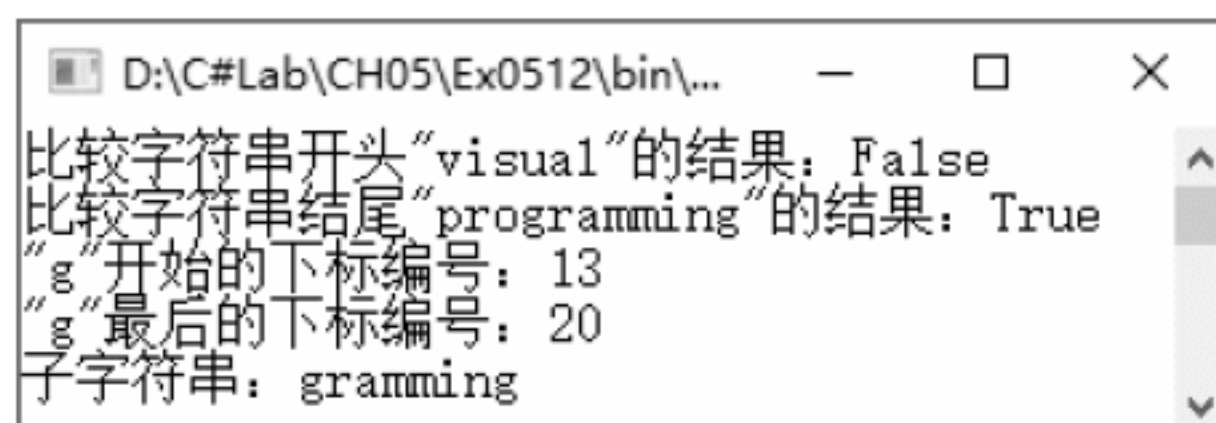 D:\C#Lab\CH05\Ex0512\bin\...
比较字符串开头"visual"的结果：False
比较字符串结尾"programming"的结果：True
"g"开始的下标编号：13
"g"最后的下标编号：20
子字符串：gramming